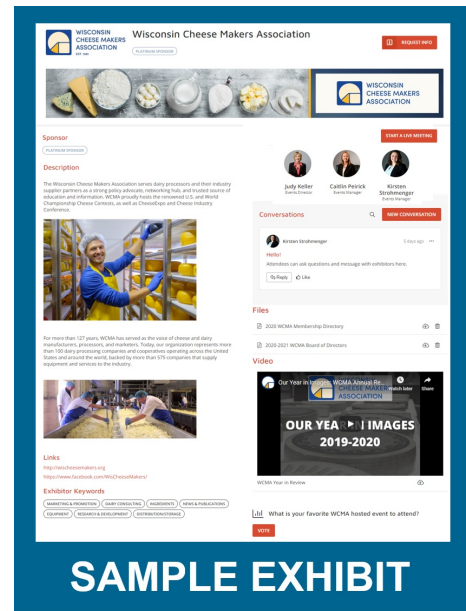 WISCONSIN
CHEESE MAKERS
ASSOCIATION
EST. 1891
Wisconsin Cheese Makers Association
PLATINUM SPONSOR
REQUEST INFO
WISCONSIN
CHEESE MAKERS
ASSOCIATION
Sponsor
PLATINUM SPONSOR
Description
The Wisconsin Cheese Makers Association serves dairy processors and their industry
supplier partners as a strong policy advocate, networking hub, and trusted source of
education and information. WCMA proudly hosts the renowned U.S. and World
Championship Cheese Contests, as well as CheeseExpo and Cheese Industry
Conference.
For more than 127 years, WCMA has served as the voice of cheese and dairy
manufacturers, processors, and marketers. Today, our organization represents more
than 100 dairy processing companies and cooperatives operating across the United
States and around the world, backed by more than 575 companies that supply
equipment and services to the industry.
Links
http://wischeesemakers.org
https://www.facebook.com/WisCheeseMakers/
Exhibitor Keywords
MARKETING & PROMOTION
DAIRY CONSULTING
INGREDIENTS
NEWS & PUBLICATIONS
EQUIPMENT
RESEARCH & DEVELOPMENT
DISTRIBUTION/STORAGE
START A LIVE MEETING
Judy Keller
Events Director
Caitlin Peirick
Events Manager
Kirsten
Strohmenger
Events Manager
Conversations
NEW CONVERSATION
Kirsten Strohmenger
5 days ago
Hello!
Attendees can ask questions and message with exhibitors here.
Reply
Like
Files
2020 WCMA Membership Directory
2020-2021 WCMA Board of Directors
Video
Our Year in Images: WCMA Annual Re...
Watch later
Share
CHEESE MAKERS
ASSOCIATION
OUR YEAR IN IMAGES
2019-2020
WCMA Year in Review
What is your favorite WCMA hosted event to attend?
VOTE
SAMPLE EXHIBIT